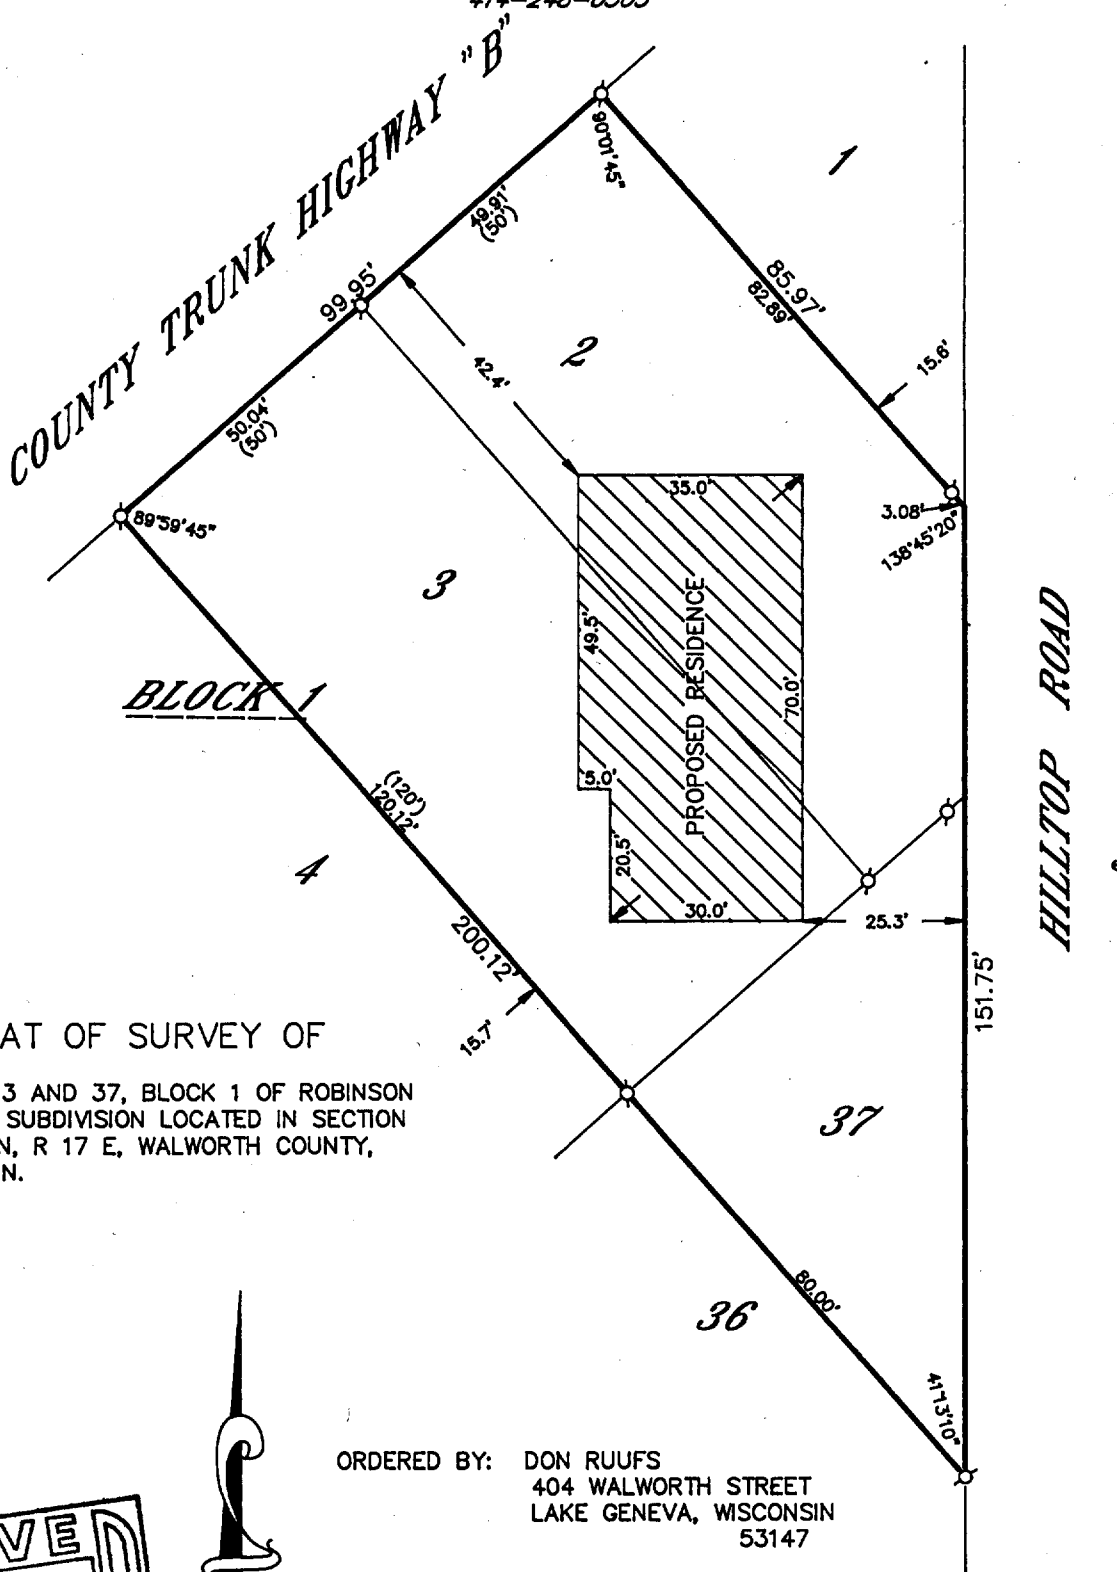 COUNTY TRUNK HIGHWAY "B"
1
90°01'45"
49.91'
(50')
99.95'
85.97'
82.89'
2
42.4'
15.6'
50.04'
(50')
89°59'45"
35.0'
3.08'
138°45'20"
3
49.5'
PROPOSED RESIDENCE
70.0'
HILLTOP ROAD
BLOCK 1
5.0'
(120')
120.12'
4
20.5'
30.0'
25.3'
200.12'
151.75'
15.7'
AT OF SURVEY OF
3 AND 37, BLOCK 1 OF ROBINSON
SUBDIVISION LOCATED IN SECTION
N, R 17 E, WALWORTH COUNTY,
N.
37
80.00'
36
41°13'10"
ORDERED BY: DON RUUFS
404 WALWORTH STREET
LAKE GENEVA, WISCONSIN
53147
VE